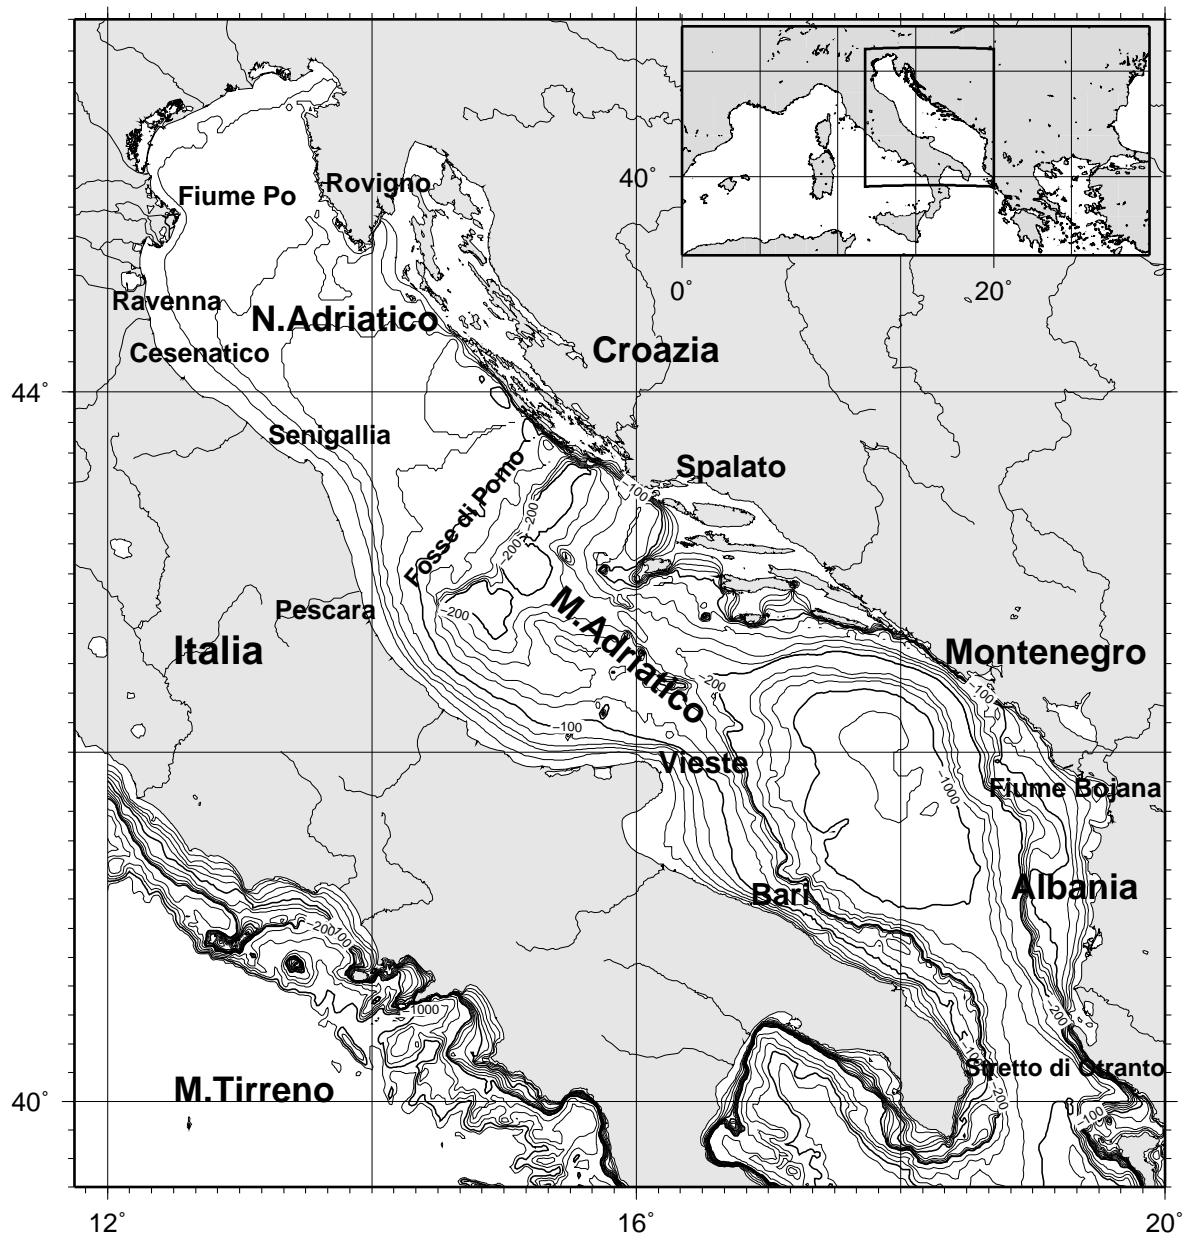 40°
0°
20°
Rovigno
Fiume Po
Ravenna
N.Adriatico
Cesenatico
Croazia
44°
Senigallia
Spalato
Fosse di Pomo
−100
−200
−200
−200
Pescara
M.Adriatico
Italia
Montenegro
−200
−100
−100
Vieste
−1000
Fiume Bojana
Bari
Albania
−200
−100
−1000
−200
−100
Stretto di Otranto
M.Tirreno
−200
40°
−100
12°
16°
20°